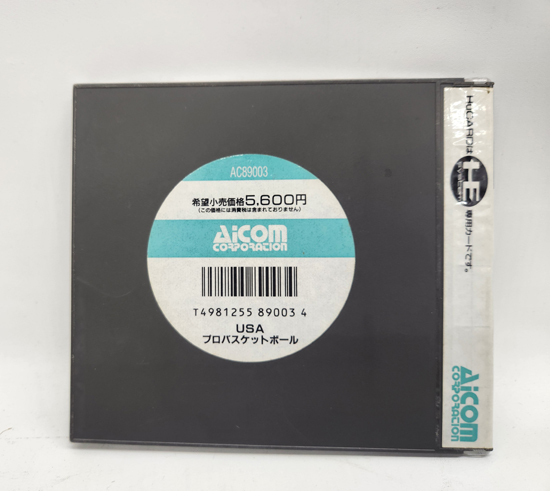 AC89003
希望小売価格5,600円
(この価格には消費税は含まれておりません)
AiCOM
CORPORATION
T4981255 89003 4
USA
プロバスケットボール
HuCARDは
HE
SYSTEM
専用カードです。
AiCOM
CORPORATION